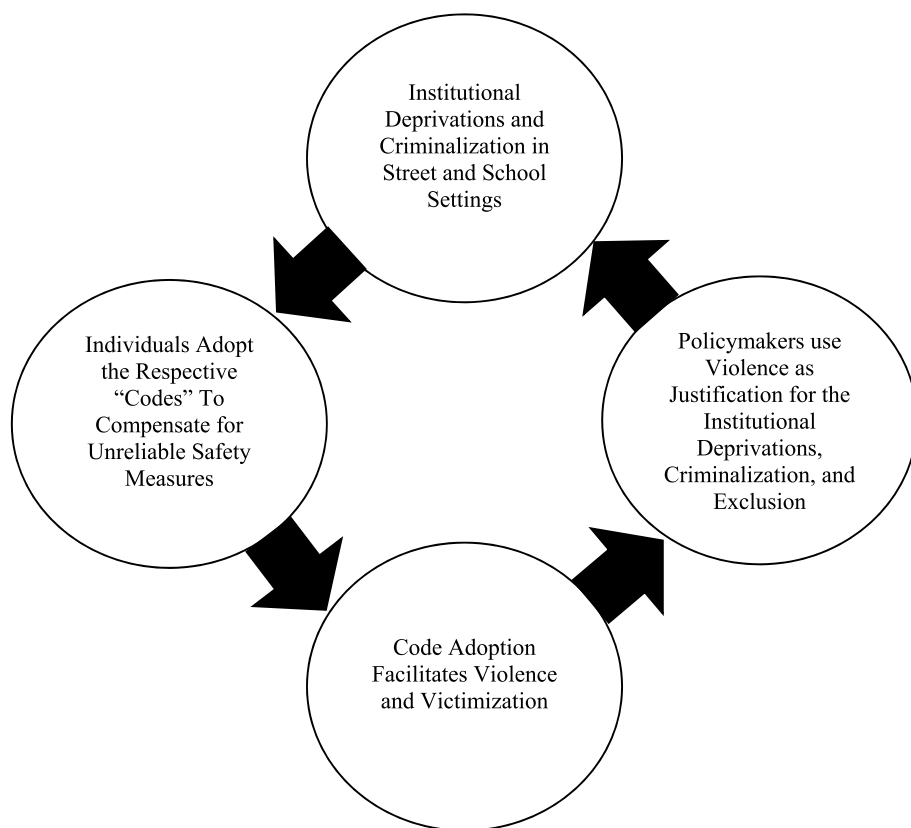 Institutional
Deprivations and
Criminalization in
Street and School
Settings
Individuals Adopt
the Respective
“Codes” To
Compensate for
Unreliable Safety
Measures
Policymakers use
Violence as
Justification for the
Institutional
Deprivations,
Criminalization, and
Exclusion
Code Adoption
Facilitates Violence
and Victimization